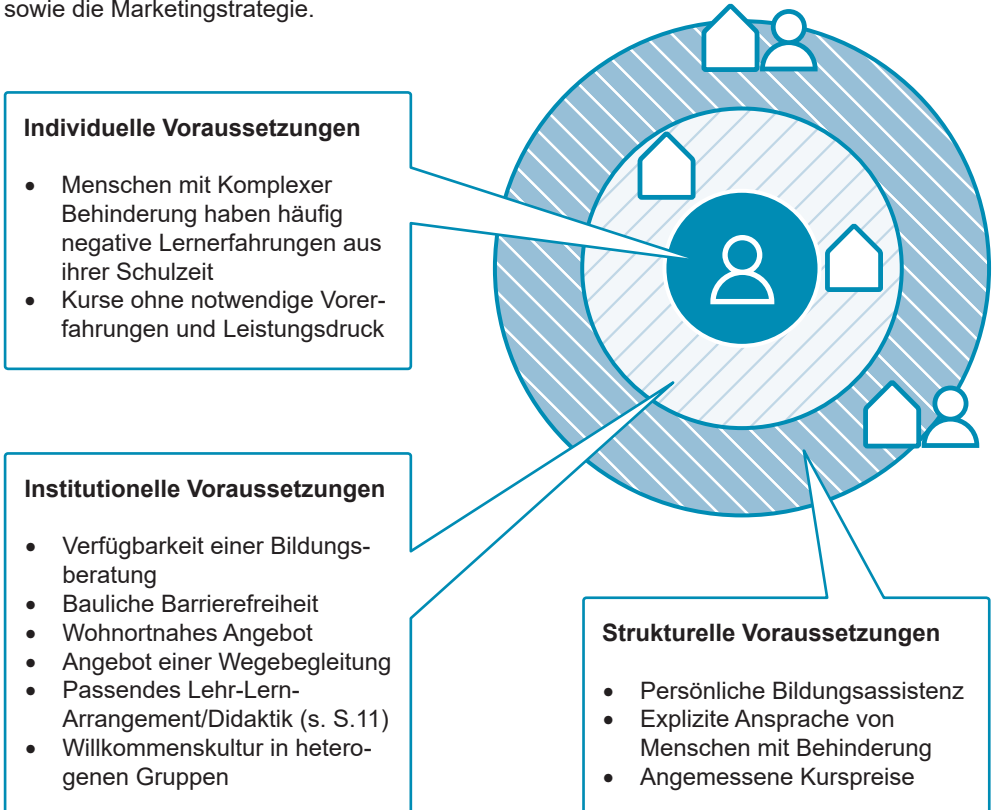 sowie die Marketingstrategie.
Individuelle Voraussetzungen
• Menschen mit Komplexer
Behinderung haben häufig
negative Lernerfahrungen aus
ihrer Schulzeit
• Kurse ohne notwendige Vorer-
fahrungen und Leistungsdruck
Institutionelle Voraussetzungen
• Verfügbarkeit einer Bildungs-
beratung
• Bauliche Barrierefreiheit
• Wohnortnahes Angebot
• Angebot einer Wegebegleitung
• Passendes Lehr-Lern-
Arrangement/Didaktik (s. S.11)
• Willkommenskultur in hetero-
genen Gruppen
Strukturelle Voraussetzungen
• Persönliche Bildungsassistenz
• Explizite Ansprache von
Menschen mit Behinderung
• Angemessene Kurspreise